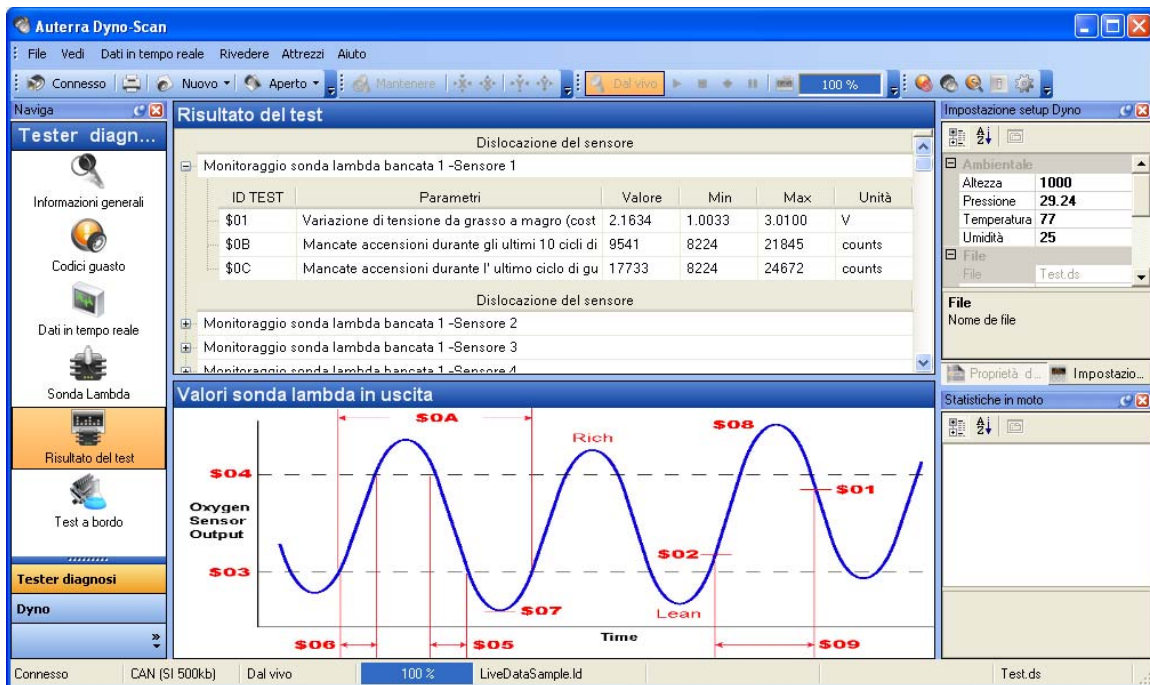 Auterra Dyno-Scan
File Vedi Dati in tempo reale Rivedere Attrezzi Aiuto
Connesso Nuovo Aperto Mantenere Dal vivo 100 %
Naviga
Tester diagn...
Informazioni generali
Codici guasto
Dati in tempo reale
Sonda Lambda
Risultato del test
Test a bordo
Tester diagnosi
Dyno
Risultato del test
Dislocazione del sensore
Monitoraggio sonda lambda bancata 1 -Sensore 1
ID TEST Parametri Valore Min Max Unità
$01 Variazione di tensione da grasso a magro (cost 2.1634 1.0033 3.0100 V
$0B Mancate accensioni durante gli ultimi 10 cicli di 9541 8224 21845 counts
$0C Mancate accensioni durante l' ultimo ciclo di gu 17733 8224 24672 counts
Dislocazione del sensore
Monitoraggio sonda lambda bancata 1 -Sensore 2
Monitoraggio sonda lambda bancata 1 -Sensore 3
Monitoraggio sonda lambda bancata 1 -Sensore 4
Valori sonda lambda in uscita
$0A
Rich
$08
$04
$01
Oxygen
Sensor
Output
$02
$03
$07
Lean
Time
$06
$05
$09
Impostazione setup Dyno
Ambientale
Altezza 1000
Pressione 29.24
Temperatura 77
Umidità 25
File
File Test.ds
File
Nome de file
Proprietà d... Impostazio...
Statistiche in moto
Connesso CAN (SI 500kb) Dal vivo 100 % LiveDataSample.ld Test.ds